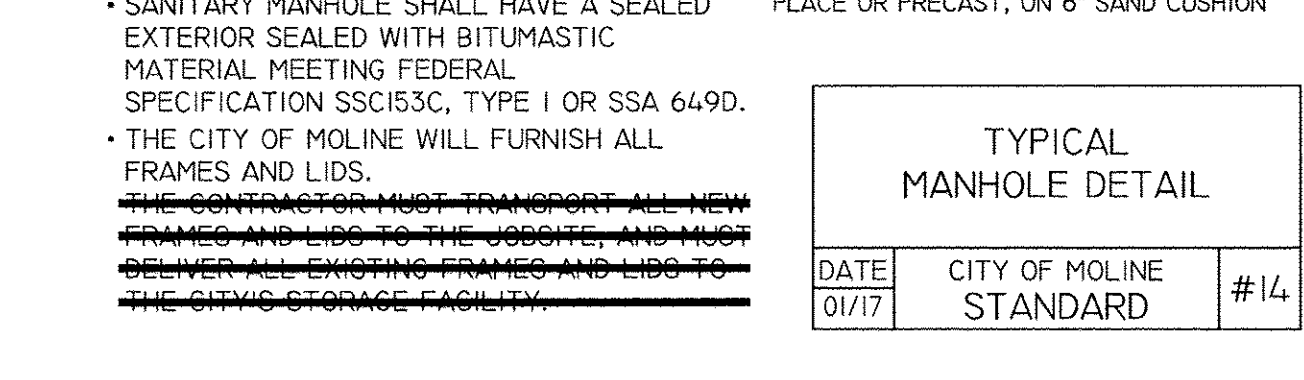 • SANITARY MANHOLE SHALL HAVE A SEALED
EXTERIOR SEALED WITH BITUMASTIC
MATERIAL MEETING FEDERAL
SPECIFICATION SSC153C, TYPE I OR SSA 649D.
• THE CITY OF MOLINE WILL FURNISH ALL
FRAMES AND LIDS.
THE CONTRACTOR MUST TRANSPORT ALL NEW
FRAMES AND LIDS TO THE JOBSITE, AND MUST
DELIVER ALL EXISTING FRAMES AND LIDS TO
THE CITY'S STORAGE FACILITY.
PLACE OR PRECAST, ON 6" SAND CUSHION
TYPICAL
MANHOLE DETAIL
DATE
01/17
CITY OF MOLINE
STANDARD
#14